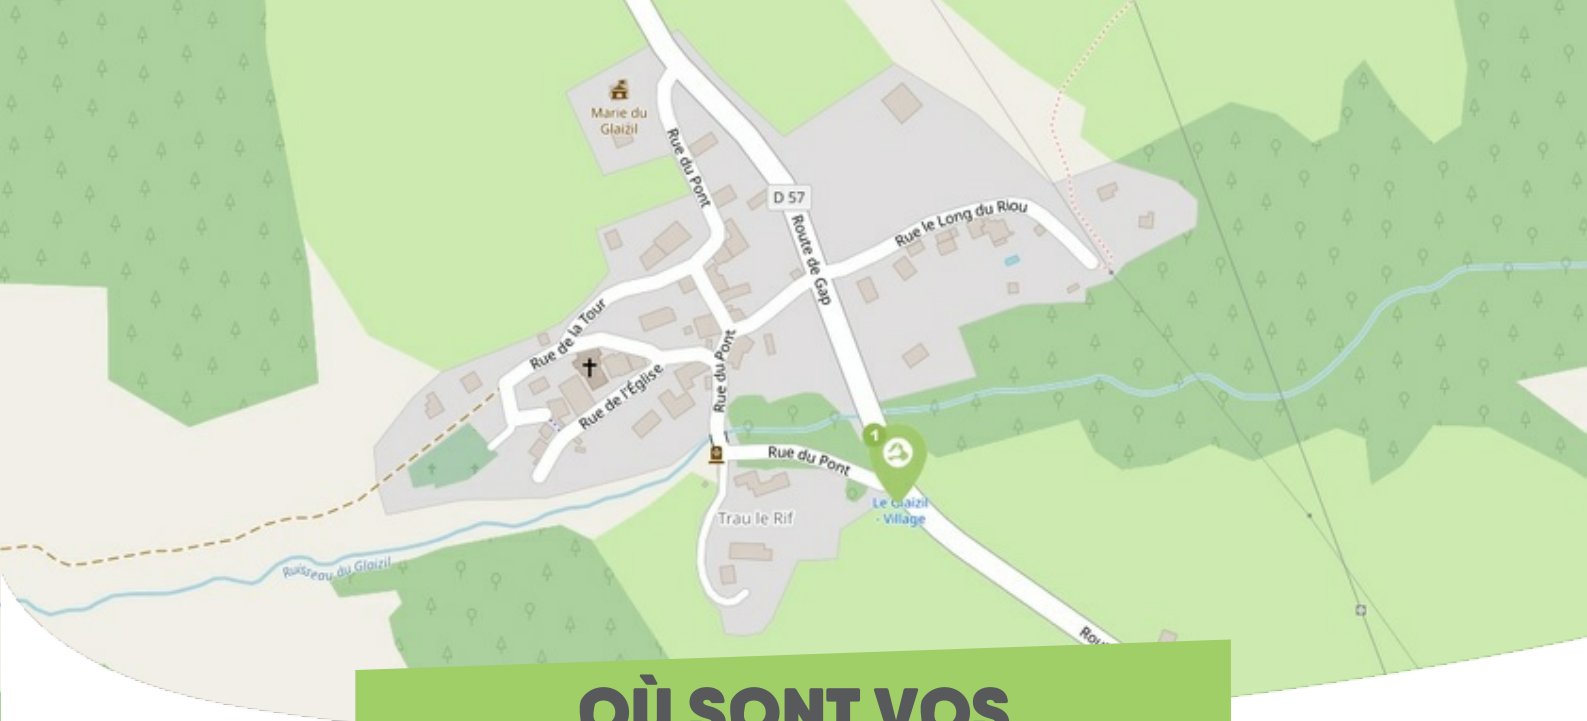 Marie du
Glaizil
Rue du Pont
D 57
Route de Gap
Rue le Long du Riou
Rue de la Tour
Rue du Pont
Rue de l'Église
1
Rue du Pont
Le Glaizil
- Village
Trau le Rif
Ruisseau du Glaizil
Rou
OÙ SONT VOS